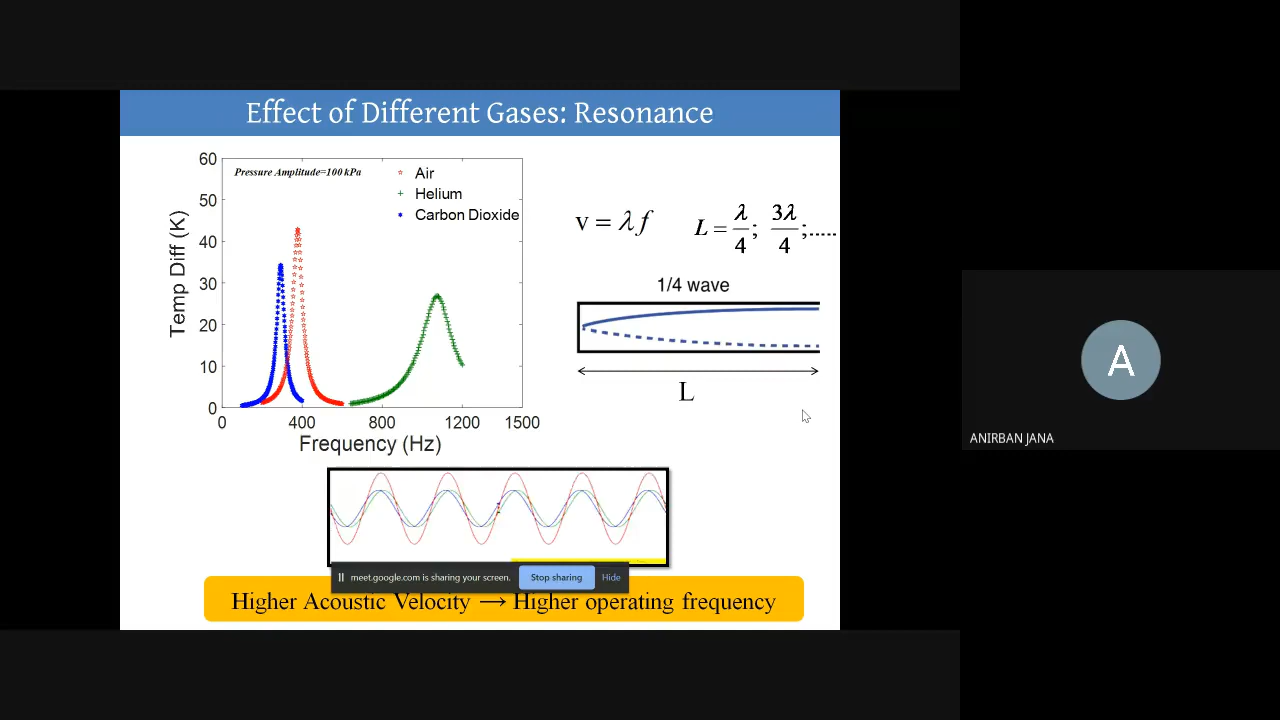 Effect of Different Gases: Resonance
60
50
40
30
20
10
0
Temp Diff (K)
Pressure Amplitude=100 kPa
Air
Helium
Carbon Dioxide
0 400 800 1200 1500
Frequency (Hz)
v = λ f
L = λ/4; 3λ/4;.....
1/4 wave
L
meet.google.com is sharing your screen. Stop sharing Hide
Higher Acoustic Velocity → Higher operating frequency
A
ANIRBAN JANA